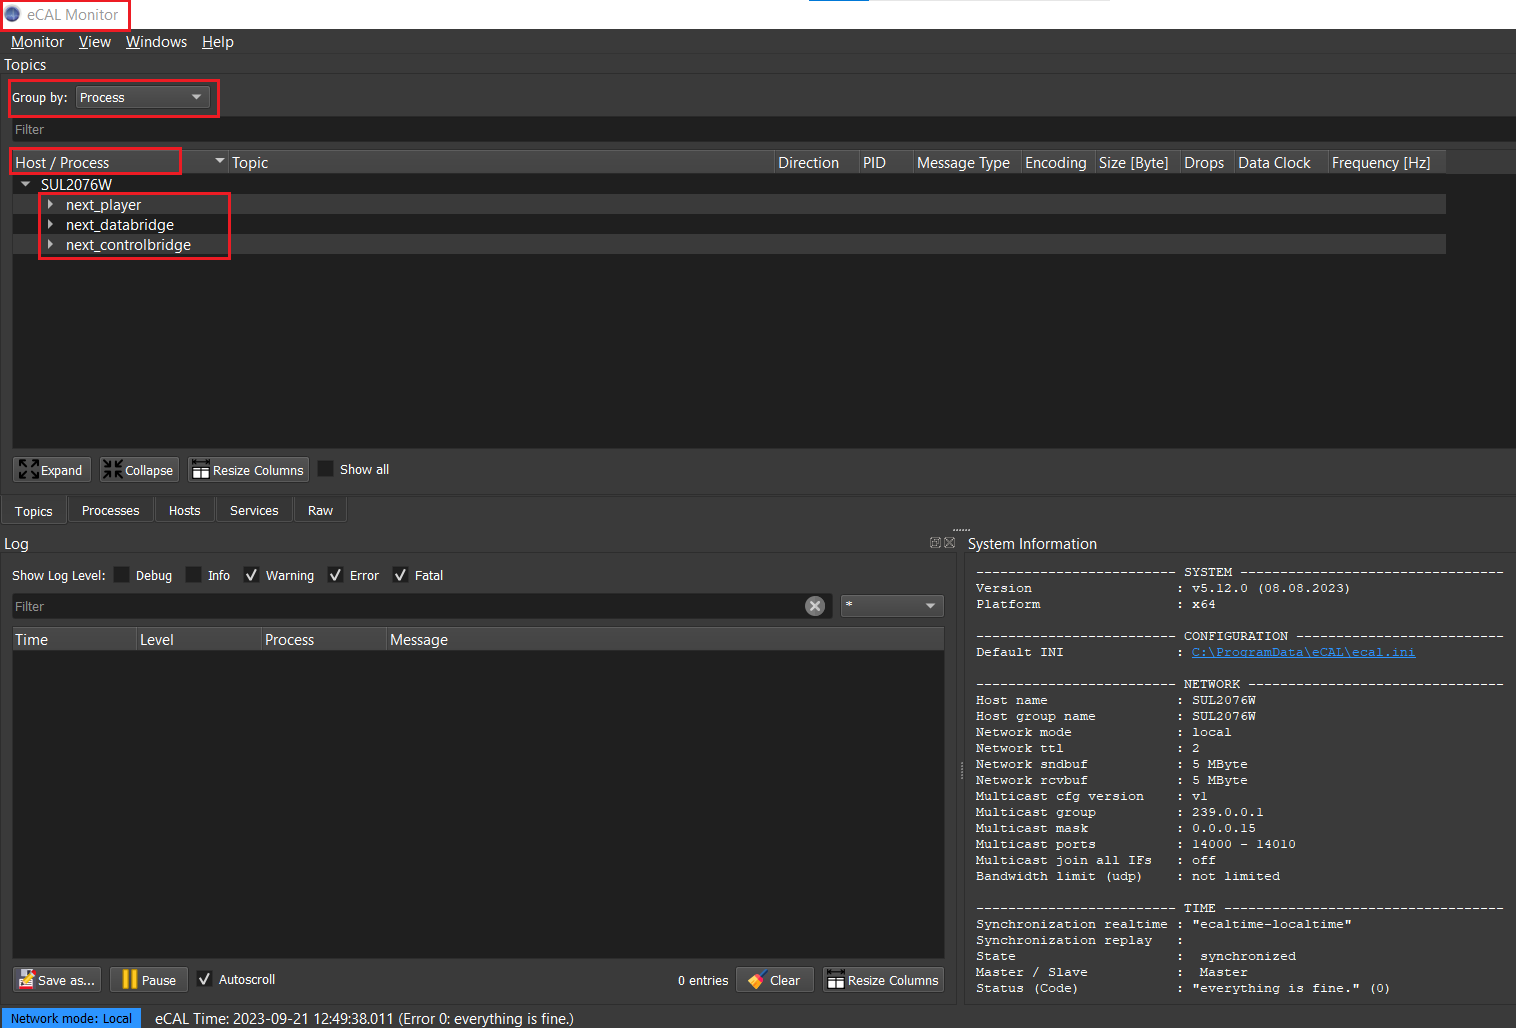 eCAL Monitor
Monitor View Windows Help
Topics
Group by: Process
Filter
Host / Process Topic Direction PID Message Type Encoding Size [Byte] Drops Data Clock Frequency [Hz]
SUL2076W
next_player
next_databridge
next_controlbridge
Expand Collapse Resize Columns Show all
Topics Processes Hosts Services Raw
Log
Show Log Level: Debug Info Warning Error Fatal
Filter *
Time Level Process Message
0 entries
Save as... Pause Autoscroll Clear Resize Columns
System Information
------------------------- SYSTEM ---------------------------------
Version : v5.12.0 (08.08.2023)
Platform : x64
------------------------- CONFIGURATION --------------------------
Default INI : C:\ProgramData\eCAL\ecal.ini
------------------------- NETWORK --------------------------------
Host name : SUL2076W
Host group name : SUL2076W
Network mode : local
Network ttl : 2
Network sndbuf : 5 MByte
Network rcvbuf : 5 MByte
Multicast cfg version : v1
Multicast group : 239.0.0.1
Multicast mask : 0.0.0.15
Multicast ports : 14000 - 14010
Multicast join all IFs : off
Bandwidth limit (udp) : not limited
------------------------- TIME -----------------------------------
Synchronization realtime : "ecaltime-localtime"
Synchronization replay :
State : synchronized
Master / Slave : Master
Status (Code) : "everything is fine." (0)
Network mode: Local eCAL Time: 2023-09-21 12:49:38.011 (Error 0: everything is fine.)